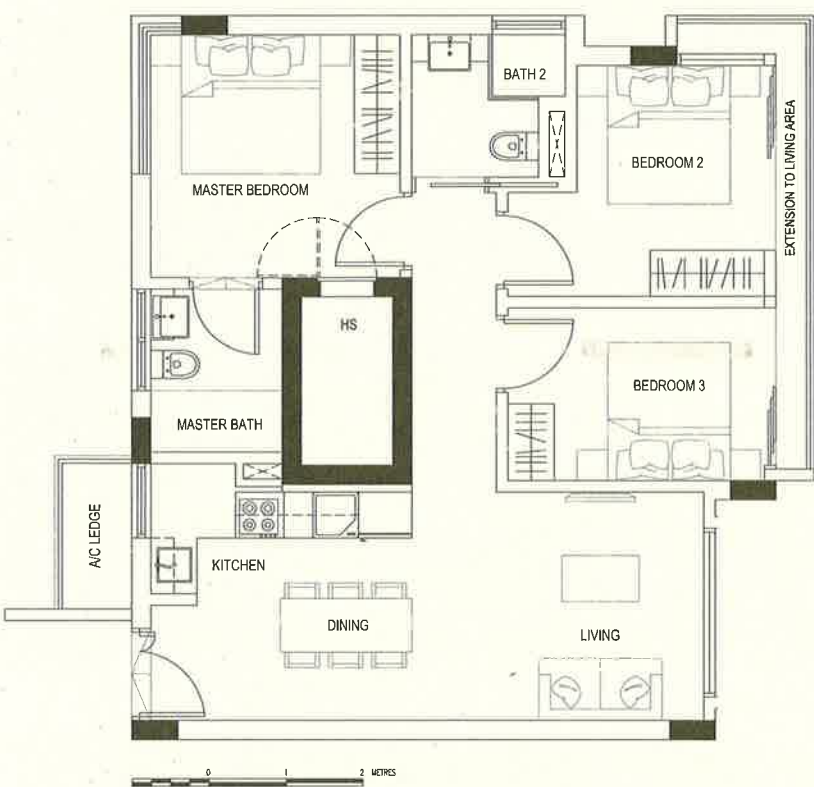 BATH 2
MASTER BEDROOM
BEDROOM 2
EXTENSION TO LIVING AREA
HS
BEDROOM 3
MASTER BATH
A/C LEDGE
KITCHEN
DINING
LIVING
0 1 2 METRES